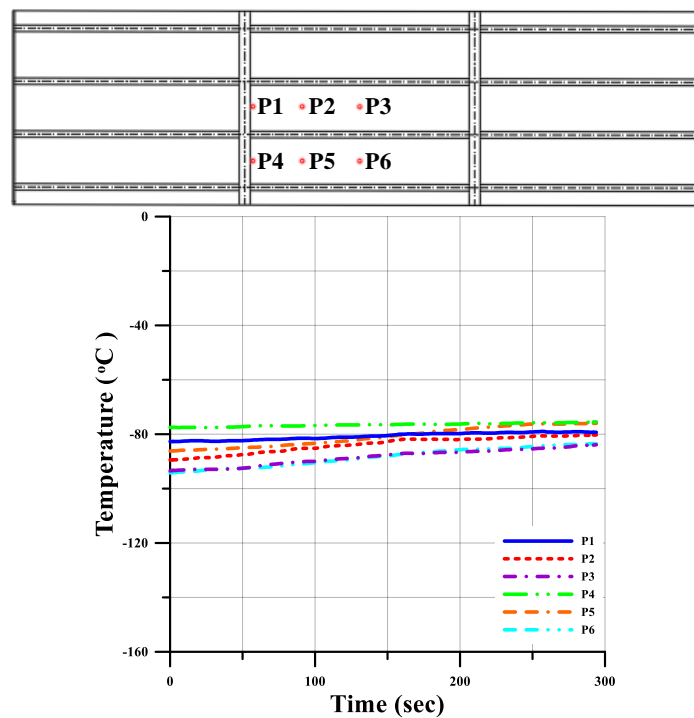 P1 P2 P3
P4 P5 P6
0
-40
-80
-120
-160
Temperature (°C)
P1
P2
P3
P4
P5
P6
0 100 200 300
Time (sec)